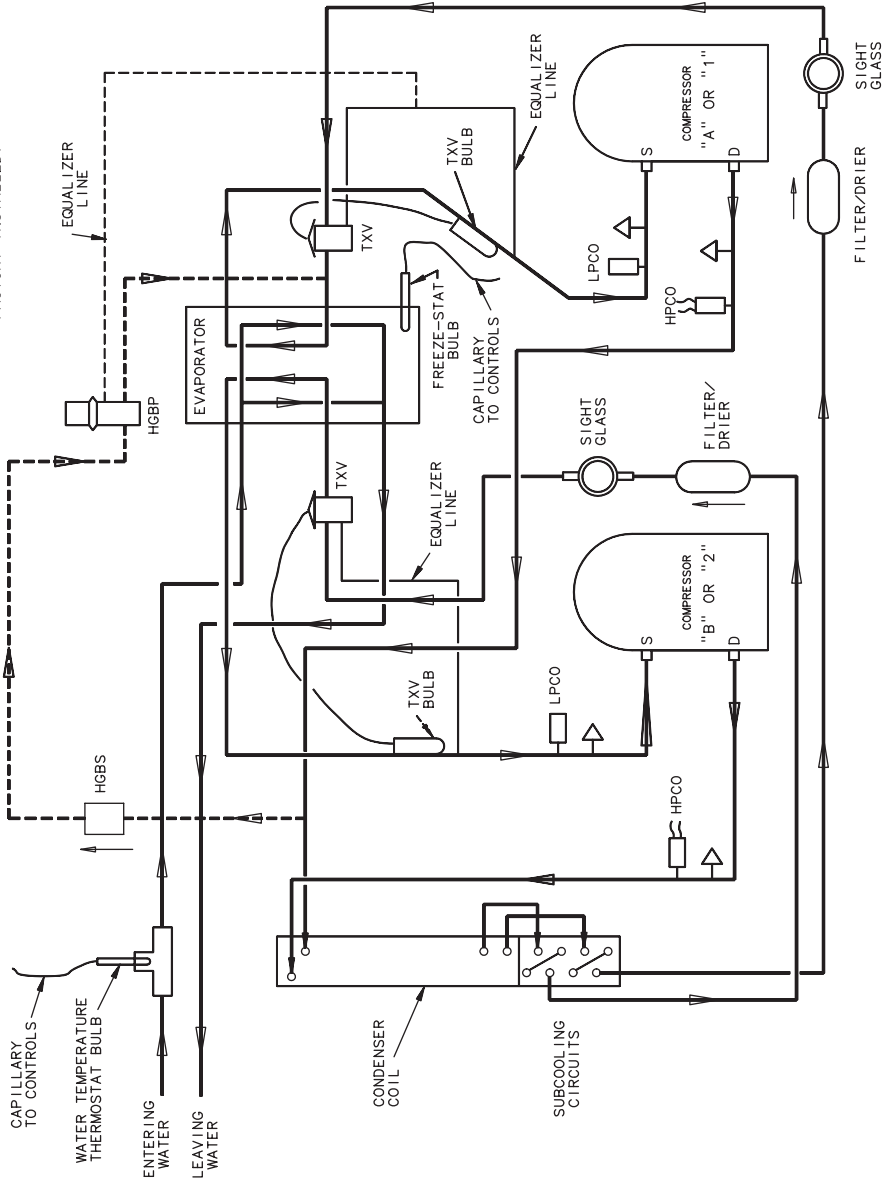 CAPILLARY
TO CONTROLS
WATER TEMPERATURE
THERMOSTAT BULB
ENTERING
WATER
LEAVING
WATER
HGBS
CONDENSER
COIL
SUBCOOLING
CIRCUITS
HGBP
EQUALIZER
LINE
EVAPORATOR
TXV
TXV
FREEZE-STAT
BULB
CAPILLARY
TO CONTROLS
EQUALIZER
LINE
TXV
BULB
TXV
BULB
EQUALIZER
LINE
LPCO
HPCO
LPCO
HPCO
SIGHT
GLASS
FILTER/
DRIER
S
COMPRESSOR
"B" OR "2"
D
S
COMPRESSOR
"A" OR "1"
D
FILTER/DRIER
SIGHT
GLASS